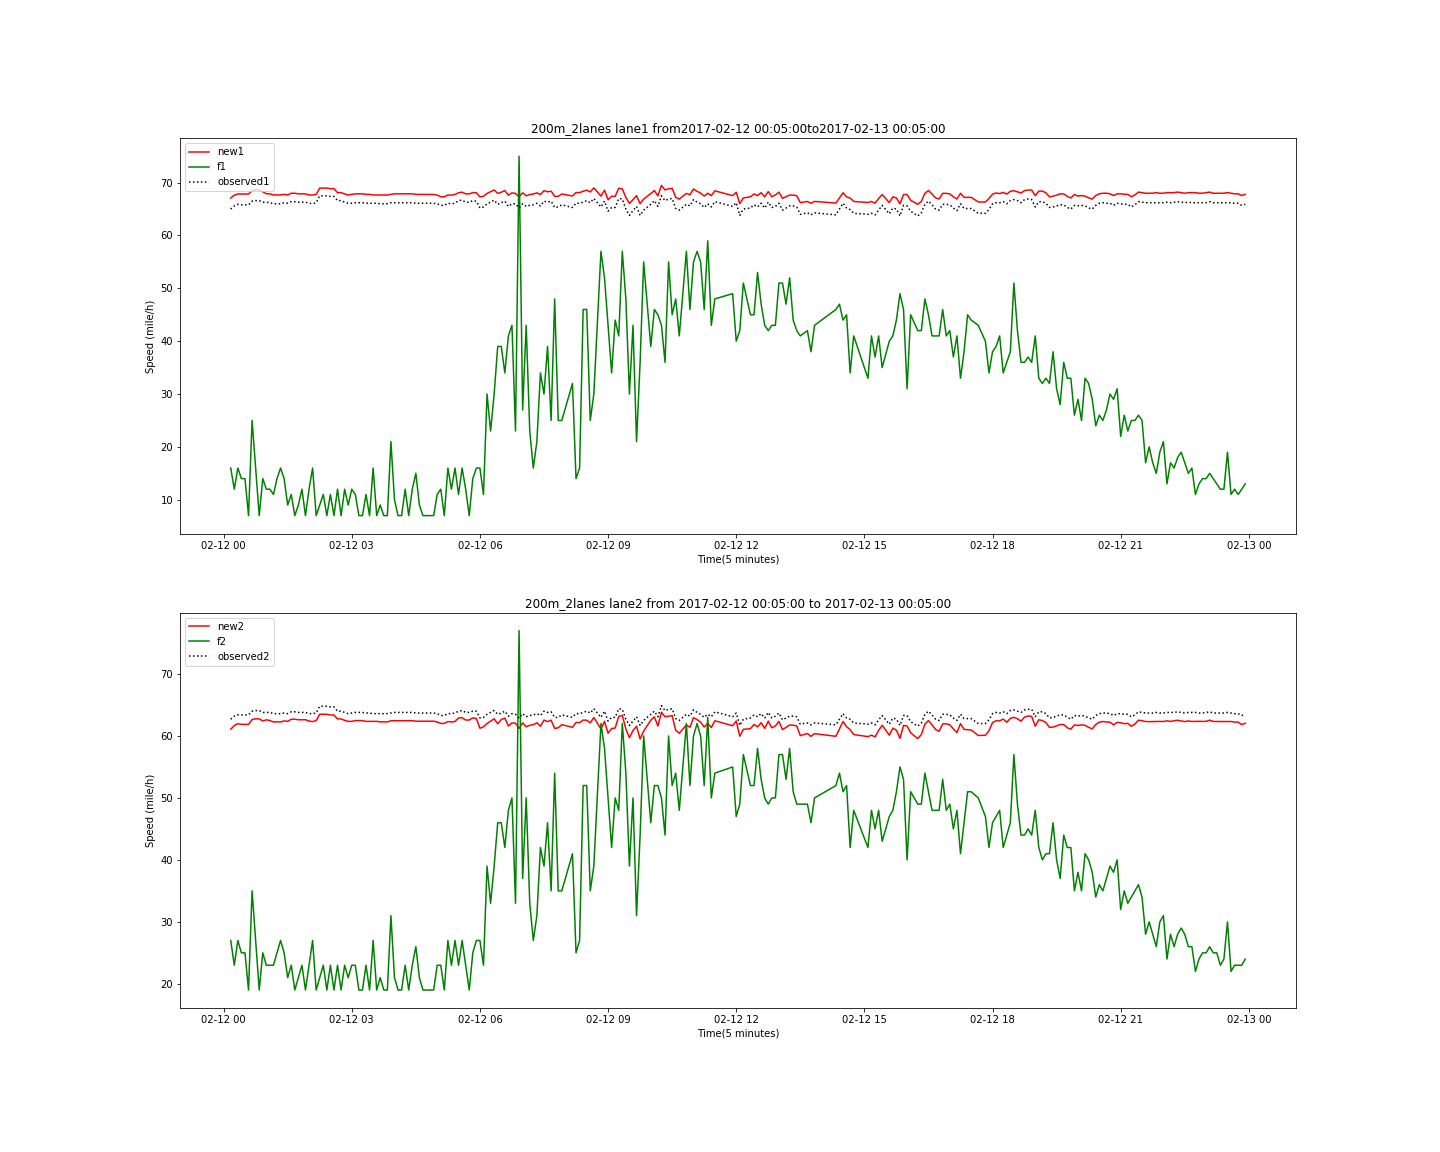 200m_2lanes lane1 from2017-02-12 00:05:00to2017-02-13 00:05:00
new1
f1
observed1
70
60
50
40
30
20
10
Speed (mile/h)
02-12 00 02-12 03 02-12 06 02-12 09 02-12 12 02-12 15 02-12 18 02-12 21 02-13 00
Time(5 minutes)
200m_2lanes lane2 from 2017-02-12 00:05:00 to 2017-02-13 00:05:00
new2
f2
observed2
70
60
50
40
30
20
Speed (mile/h)
02-12 00 02-12 03 02-12 06 02-12 09 02-12 12 02-12 15 02-12 18 02-12 21 02-13 00
Time(5 minutes)